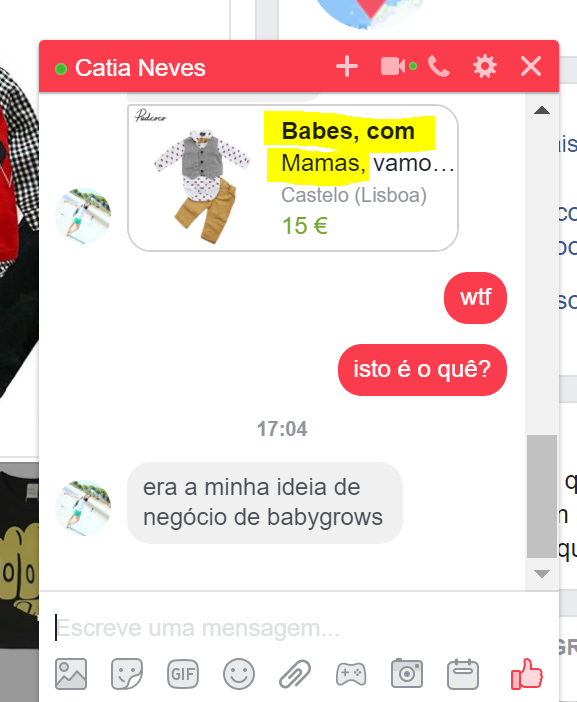 Catia Neves
Padcoco
Babes, com
Mamas, vamo…
Castelo (Lisboa)
15 €
wtf
isto é o quê?
17:04
era a minha ideia de
negócio de babygrows
Escreve uma mensagem...
GIF